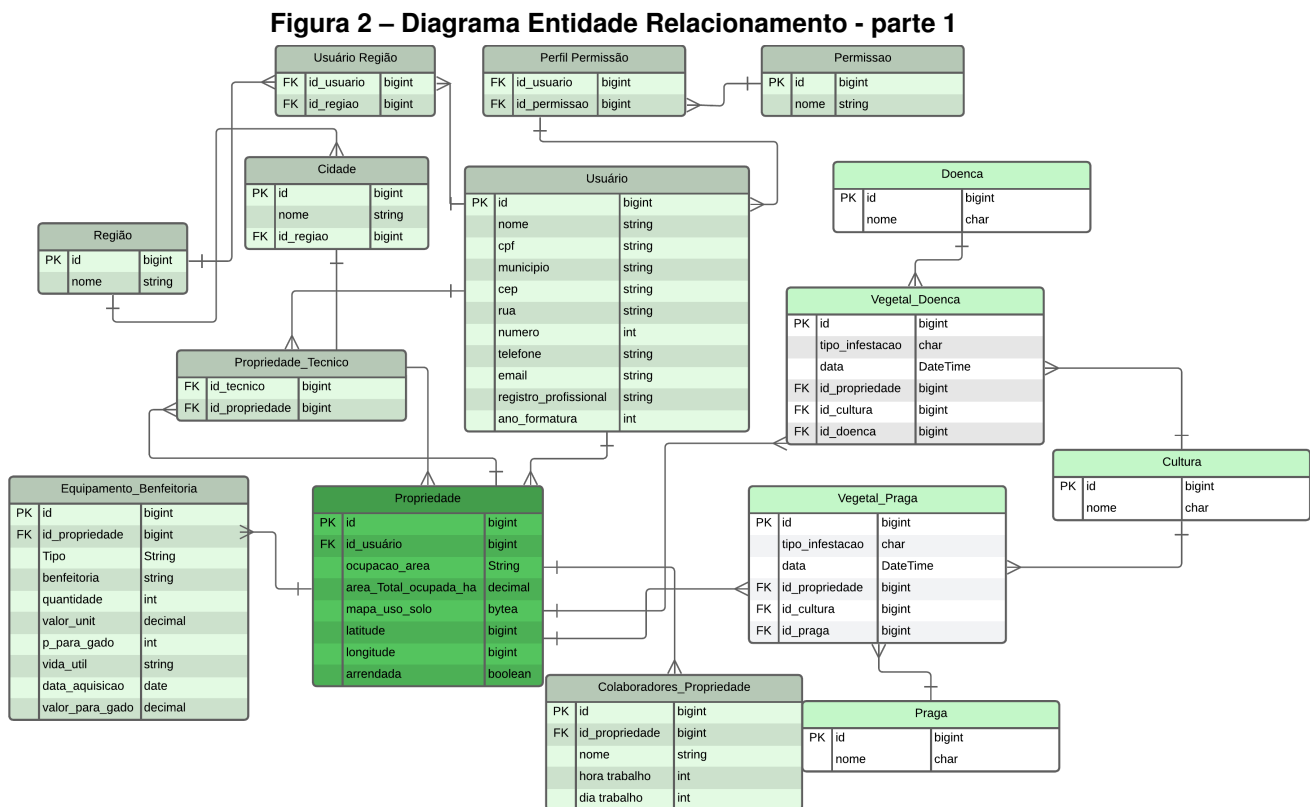 Figura 2 – Diagrama Entidade Relacionamento - parte 1
Usuário Região
FK id_usuario bigint
FK id_regiao bigint
Perfil Permissão
FK id_usuario bigint
FK id_permissao bigint
Permissao
PK id bigint
nome string
Cidade
PK id bigint
nome string
FK id_regiao bigint
Região
PK id bigint
nome string
Usuário
PK id bigint
nome string
cpf string
municipio string
cep string
rua string
numero int
telefone string
email string
registro_profissional string
ano_formatura int
Doenca
PK id bigint
nome char
Vegetal_Doenca
PK id bigint
tipo_infestacao char
data DateTime
FK id_propriedade bigint
FK id_cultura bigint
FK id_doenca bigint
Propriedade_Tecnico
FK id_tecnico bigint
FK id_propriedade bigint
Cultura
PK id bigint
nome char
Equipamento_Benfeitoria
PK id bigint
FK id_propriedade bigint
Tipo String
benfeitoria string
quantidade int
valor_unit decimal
p_para_gado int
vida_util string
data_aquisicao date
valor_para_gado decimal
Propriedade
PK id bigint
FK id_usuário bigint
ocupacao_area String
area_Total_ocupada_ha decimal
mapa_uso_solo bytea
latitude bigint
longitude bigint
arrendada boolean
Vegetal_Praga
PK id bigint
tipo_infestacao char
data DateTime
FK id_propriedade bigint
FK id_cultura bigint
FK id_praga bigint
Colaboradores_Propriedade
PK id bigint
FK id_propriedade bigint
nome string
hora trabalho int
dia trabalho int
Praga
PK id bigint
nome char